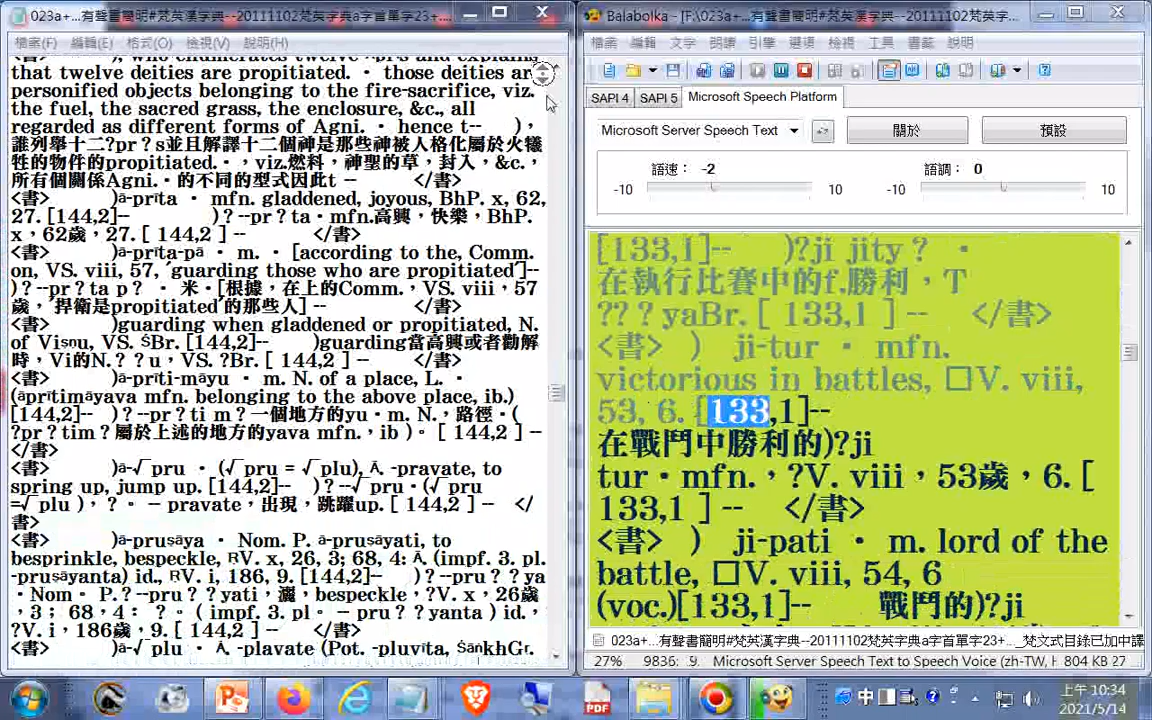 023a+...有聲書簡明#梵英漢字典--20111102梵英字典a字首單字23+...
檔案(F) 編輯(E) 格式(O) 檢視(V) 說明(H)
that twelve deities are propitiated. • those deities are
personified objects belonging to the fire-sacrifice, viz.
the fuel, the sacred grass, the enclosure, &c., all
regarded as different forms of Agni. • hence t-- ),
誰列舉十二?pr?s並且解譯十二個神是那些神被人格化屬於火犧
牲的物件的propitiated.•,viz.燃料,神聖的草,封入,&c.,
所有個關係Agni.•的不同的型式因此t -- </書>
<書> )ā-prīta • mfn. gladdened, joyous, BhP. x, 62,
27. [144,2]-- )?--pr?ta•mfn.高興,快樂,BhP.
x,62歲,27. [ 144,2 ] -- </書>
<書> )ā-prīta-pā • m. • [according to the, Comm.
on, VS. viii, 57, 'guarding those who are propitiated']--
)?--pr?ta p? • 米•[根據,在上的Comm.,VS. viii,57
歲,'捍衛是propitiated'的那些人] -- </書>
<書> )guarding when gladdened or propitiated, N.
of Viṣṇu, VS. ŚBr. [144,2]-- )guarding當高興或者勸解
時,Vi的N.??u,VS. ?Br. [ 144,2 ] -- </書>
<書> )ā-prīti-māyu • m. N. of a place, L. •
(āprītimāyava mfn. belonging to the above place, ib.)
[144,2]-- )?--pr?ti m?一個地方的yu•m. N.,路徑•(
?pr?tim?屬於上述的地方的yava mfn.,ib )。[ 144,2 ] --
</書>
<書> )ā-√pru • (√pru = √plu), Ā. -pravate, to
spring up, jump up. [144,2]-- )?--√pru•(√pru
=√plu ),?。-- pravate,出現,跳躍up. [ 144,2 ] -- </
書>
<書> )ā-pruṣāya • Nom. P. ā-pruṣāyati, to
besprinkle, bespeckle, RV. x, 26, 3; 68, 4: Ā. (impf. 3. pl.
-pruṣāyanta) id., RV. i, 186, 9. [144,2]-- )?--pru??ya
•Nom•P.?--pru??yati,灑,bespeckle,?V. x,26歲
,3;68,4:?。( impf. 3. pl。-- pru??yanta ) id.,
?V. i,186歲,9. [ 144,2 ] -- </書>
<書> )ā-√plu • Ā. -plavate (Pot. -pluvīta, ŚāṅkhGṛ.
Balabolka - [F:\023a+...有聲書簡明#梵英漢字典--20111102梵英字...
檔案 編輯 文字 朗讀 引擎 選項 檢視 工具 書籤 說明
SAPI 4 SAPI 5 Microsoft Speech Platform
Microsoft Server Speech Text 關於 預設
語速: -2 語調: 0
-10 10 -10 10
[133,1]-- )?ji jity ? •
在執行比賽中的f.勝利,T
?? ? yaBr. [ 133,1 ] -- </書>
<書> ) ji-tur • mfn.
victorious in battles, □V. viii,
53, 6. [133,1]--
在戰鬥中勝利的)?ji
tur•mfn.,?V. viii,53歲,6. [
133,1 ] -- </書>
<書> ) ji-pati • m. lord of the
battle, □V. viii, 54, 6
(voc.)[133,1]-- 戰鬥的)?ji
023a+...有聲書簡明#梵英漢字典--20111102梵英字典a字首單字23+..._梵文式目錄已加中譯
27% 9836: 9. Microsoft Server Speech Text to Speech Voice (zh-TW, 804 KB 27
中
上午 10:34
2021/5/14